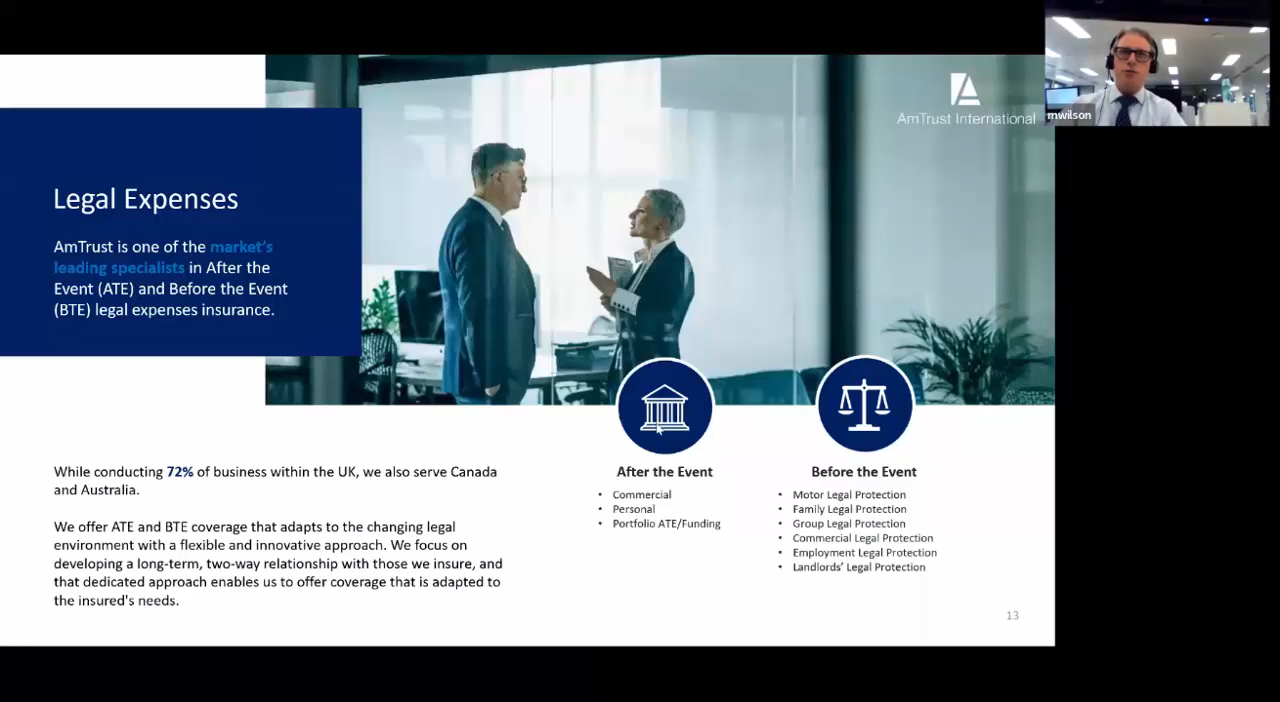 AmTrust International
mwilson
Legal Expenses
AmTrust is one of the market's
leading specialists in After the
Event (ATE) and Before the Event
(BTE) legal expenses insurance.
While conducting 72% of business within the UK, we also serve Canada
and Australia.
We offer ATE and BTE coverage that adapts to the changing legal
environment with a flexible and innovative approach. We focus on
developing a long-term, two-way relationship with those we insure, and
that dedicated approach enables us to offer coverage that is adapted to
the insured's needs.
After the Event
• Commercial
• Personal
• Portfolio ATE/Funding
Before the Event
• Motor Legal Protection
• Family Legal Protection
• Group Legal Protection
• Commercial Legal Protection
• Employment Legal Protection
• Landlords' Legal Protection
13